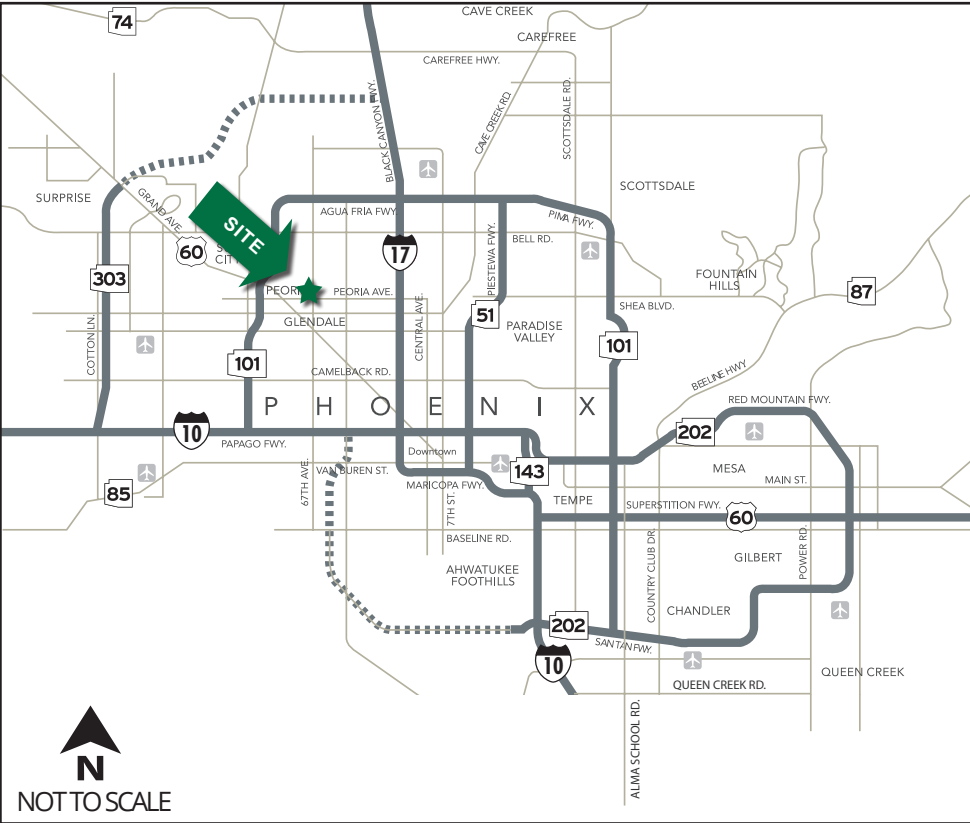 CAVE CREEK
74
CAREFREE
CAREFREE HWY.
BLACK CANYON HWY.
CAVE CREEK RD.
SCOTTSDALE RD.
SURPRISE
GRAND AVE.
SCOTTSDALE
SITE
AGUA FRIA FWY.
PIMA FWY.
60
CITY
17
PIESTEWA FWY.
BELL RD.
303
FOUNTAIN
HILLS
87
PEORIA AVE.
SHEA BLVD.
COTTON LN.
GLENDALE
CENTRAL AVE.
51
PARADISE
VALLEY
101
101
CAMELBACK RD.
BEELINE HWY
PHOENIX
RED MOUNTAIN FWY.
10
PAPAGO FWY.
202
Downtown
67TH AVE.
VAN BUREN ST.
143
MESA
MAIN ST.
85
MARICOPA FWY.
7TH ST.
TEMPE
SUPERSTITION FWY.
60
BASELINE RD.
COUNTRY CLUB DR.
GILBERT
POWER RD.
AHWATUKEE
FOOTHILLS
CHANDLER
202
SANTAN FWY.
10
QUEEN CREEK
QUEEN CREEK RD.
ALMA SCHOOL RD.
N
NOT TO SCALE